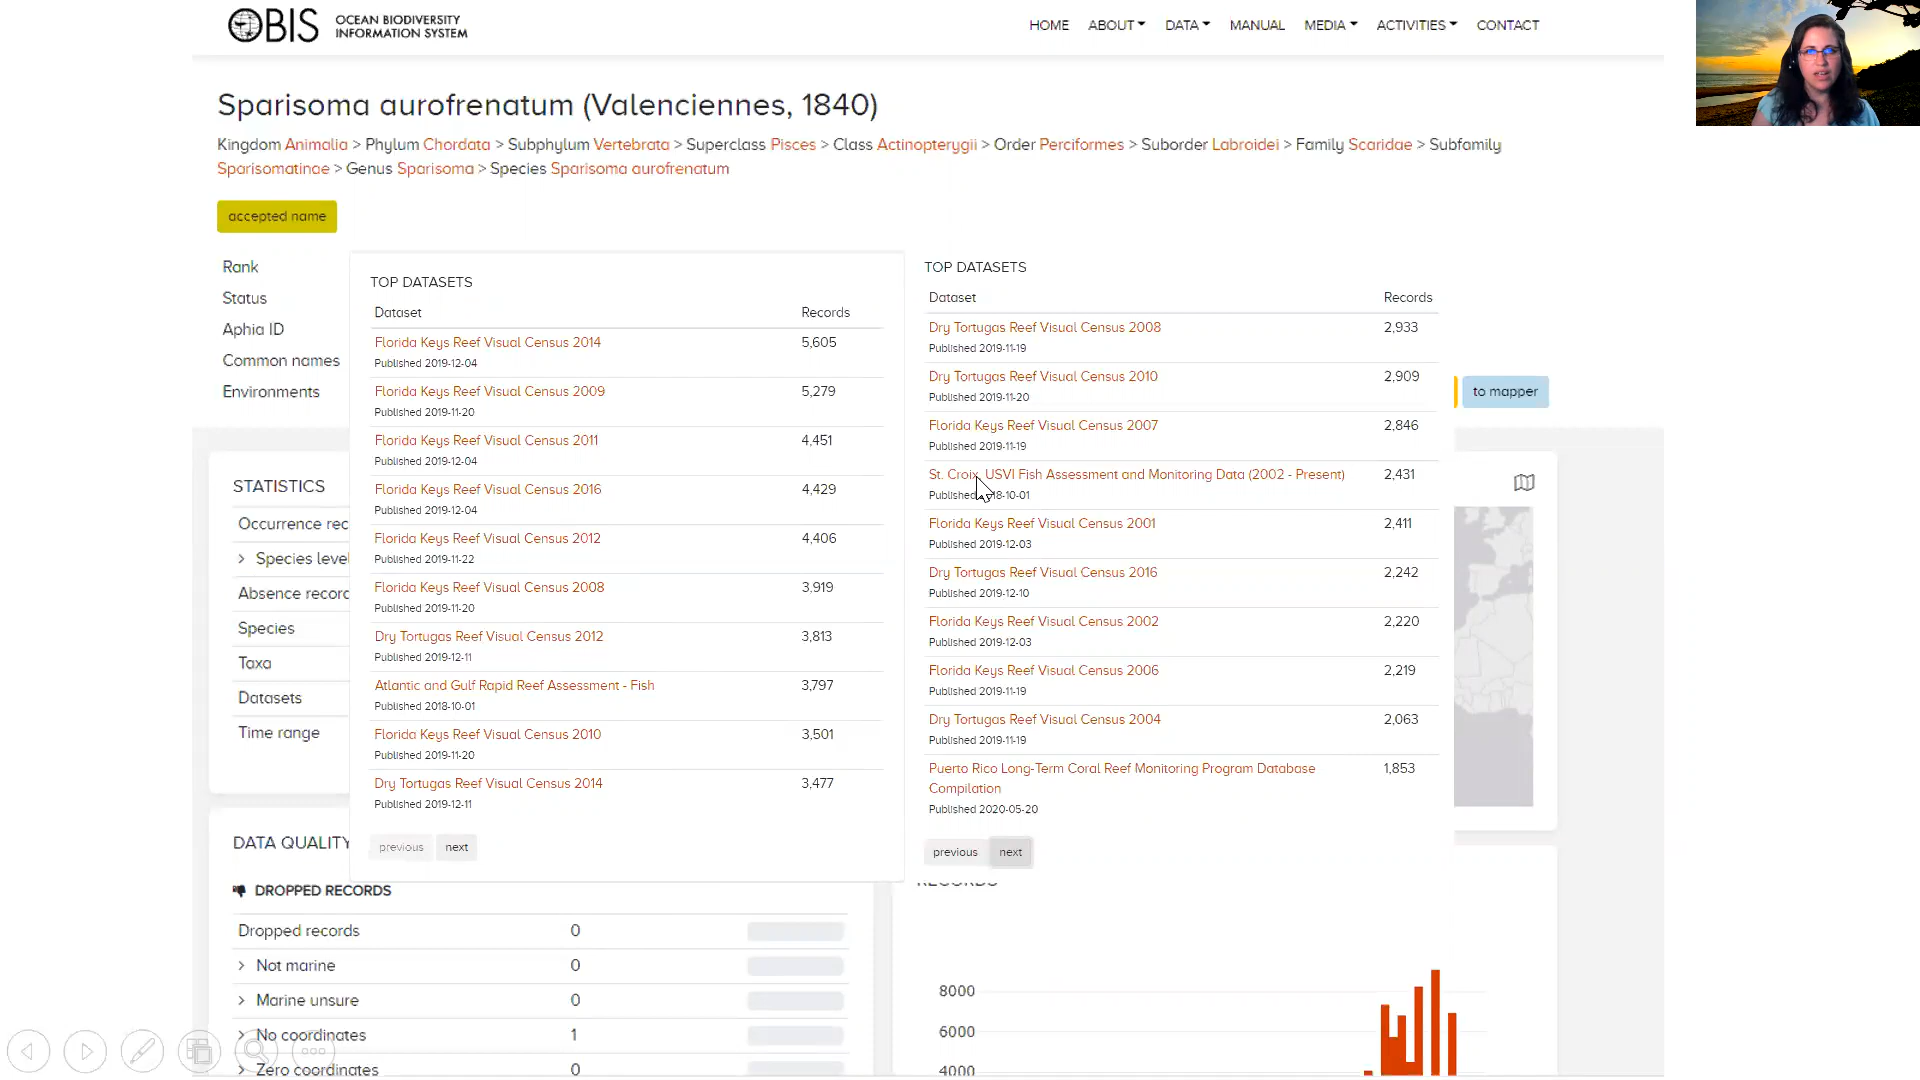 OBIS OCEAN BIODIVERSITY
INFORMATION SYSTEM
HOME ABOUT DATA MANUAL MEDIA ACTIVITIES CONTACT
Sparisoma aurofrenatum (Valenciennes, 1840)
Kingdom Animalia > Phylum Chordata > Subphylum Vertebrata > Superclass Pisces > Class Actinopterygii > Order Perciformes > Suborder Labroidei > Family Scaridae > Subfamily
Sparisomatinae > Genus Sparisoma > Species Sparisoma aurofrenatum
accepted name
Rank
Status
Aphia ID
Common names
Environments
to mapper
TOP DATASETS
Dataset Records
Florida Keys Reef Visual Census 2014 5,605
Published 2019-12-04
Florida Keys Reef Visual Census 2009 5,279
Published 2019-11-20
Florida Keys Reef Visual Census 2011 4,451
Published 2019-12-04
Florida Keys Reef Visual Census 2016 4,429
Published 2019-12-04
Florida Keys Reef Visual Census 2012 4,406
Published 2019-11-22
Florida Keys Reef Visual Census 2008 3,919
Published 2019-11-20
Dry Tortugas Reef Visual Census 2012 3,813
Published 2019-12-11
Atlantic and Gulf Rapid Reef Assessment - Fish 3,797
Published 2018-10-01
Florida Keys Reef Visual Census 2010 3,501
Published 2019-11-20
Dry Tortugas Reef Visual Census 2014 3,477
Published 2019-12-11
previous next
TOP DATASETS
Dataset Records
Dry Tortugas Reef Visual Census 2008 2,933
Published 2019-11-19
Dry Tortugas Reef Visual Census 2010 2,909
Published 2019-11-20
Florida Keys Reef Visual Census 2007 2,846
Published 2019-11-19
St. Croix, USVI Fish Assessment and Monitoring Data (2002 - Present) 2,431
Published 18-10-01
Florida Keys Reef Visual Census 2001 2,411
Published 2019-12-03
Dry Tortugas Reef Visual Census 2016 2,242
Published 2019-12-10
Florida Keys Reef Visual Census 2002 2,220
Published 2019-12-03
Florida Keys Reef Visual Census 2006 2,219
Published 2019-11-19
Dry Tortugas Reef Visual Census 2004 2,063
Published 2019-11-19
Puerto Rico Long-Term Coral Reef Monitoring Program Database 1,853
Compilation
Published 2020-05-20
previous next
STATISTICS
Occurrence rec
Species level
Absence record
Species
Taxa
Datasets
Time range
DATA QUALITY
DROPPED RECORDS
Dropped records 0
Not marine 0
Marine unsure 0
No coordinates 1
Zero coordinates 0
RECORDS
8000
6000
4000